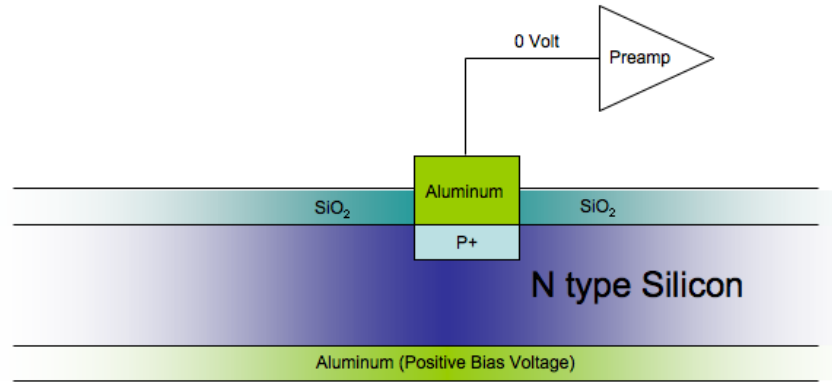 0 Volt
Preamp
Aluminum
SiO₂
SiO₂
P+
N type Silicon
Aluminum (Positive Bias Voltage)